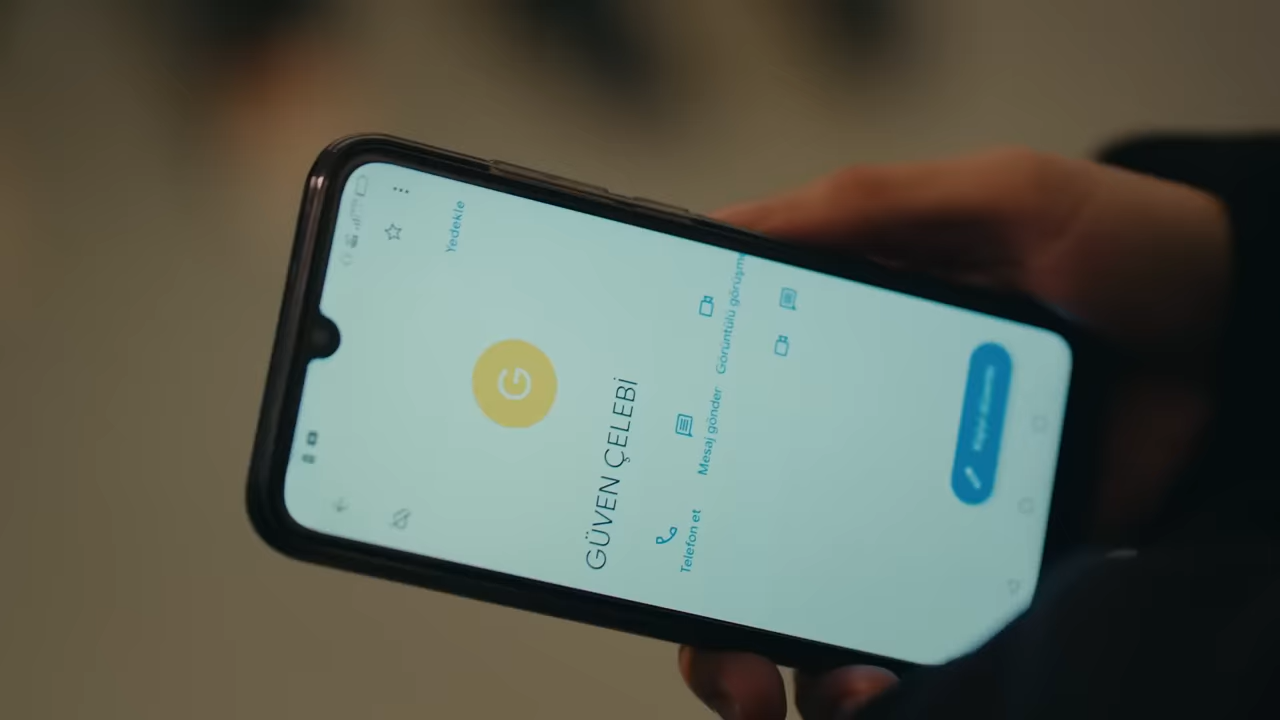 Yedekle
G
GÜVEN ÇELEBİ
Telefon et
Mesaj gönder
Görüntülü görüşme